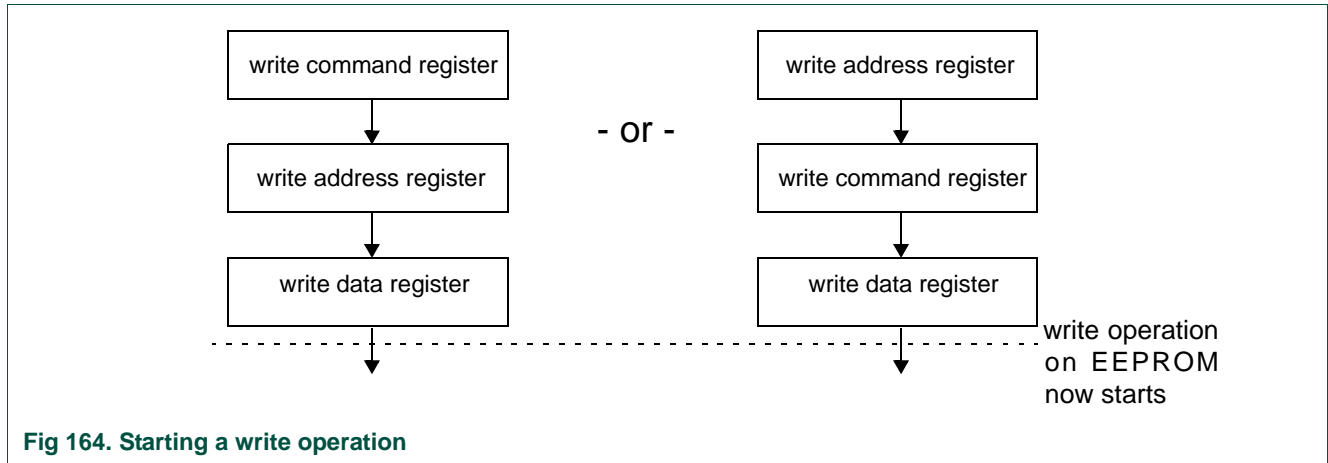 write command register
write address register
write data register
- or -
write address register
write command register
write data register
write operation
on EEPROM
now starts
Fig 164. Starting a write operation